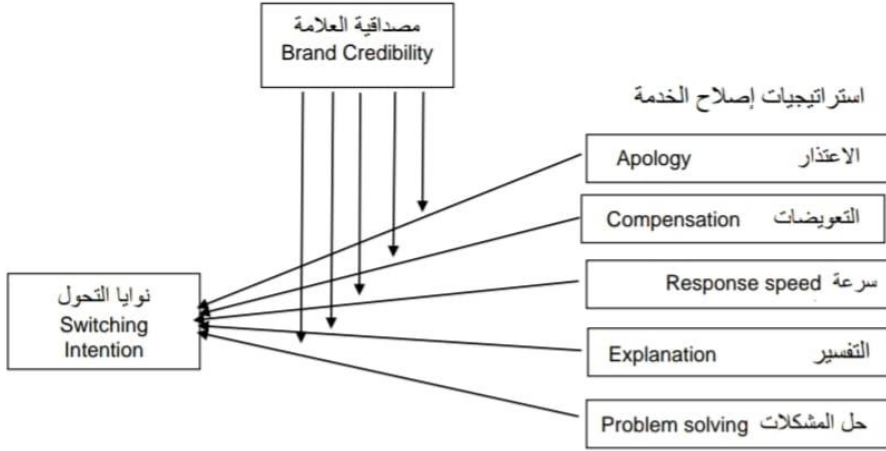 مصداقية العلامة
Brand Credibility
استراتيجيات إصلاح الخدمة
Apology الاعتذار
Compensation التعويضات
Response speed سرعة
Explanation التفسير
Problem solving حل المشكلات
نوايا التحول
Switching
Intention